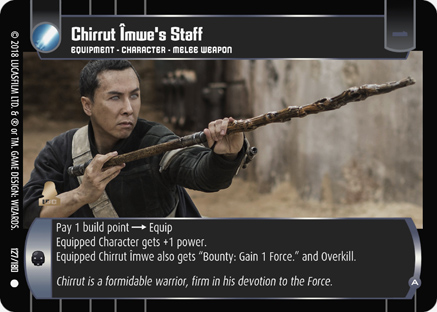 Chirrut Îmwe's Staff
EQUIPMENT - CHARACTER - MELEE WEAPON
© 2018 LUCASFILM LTD. & ® or TM. GAME DESIGN: WIZARDS.
127/180
Pay 1 build point → Equip
Equipped Character gets +1 power.
Equipped Chirrut Îmwe also gets “Bounty: Gain 1 Force.” and Overkill.
Chirrut is a formidable warrior, firm in his devotion to the Force.
A